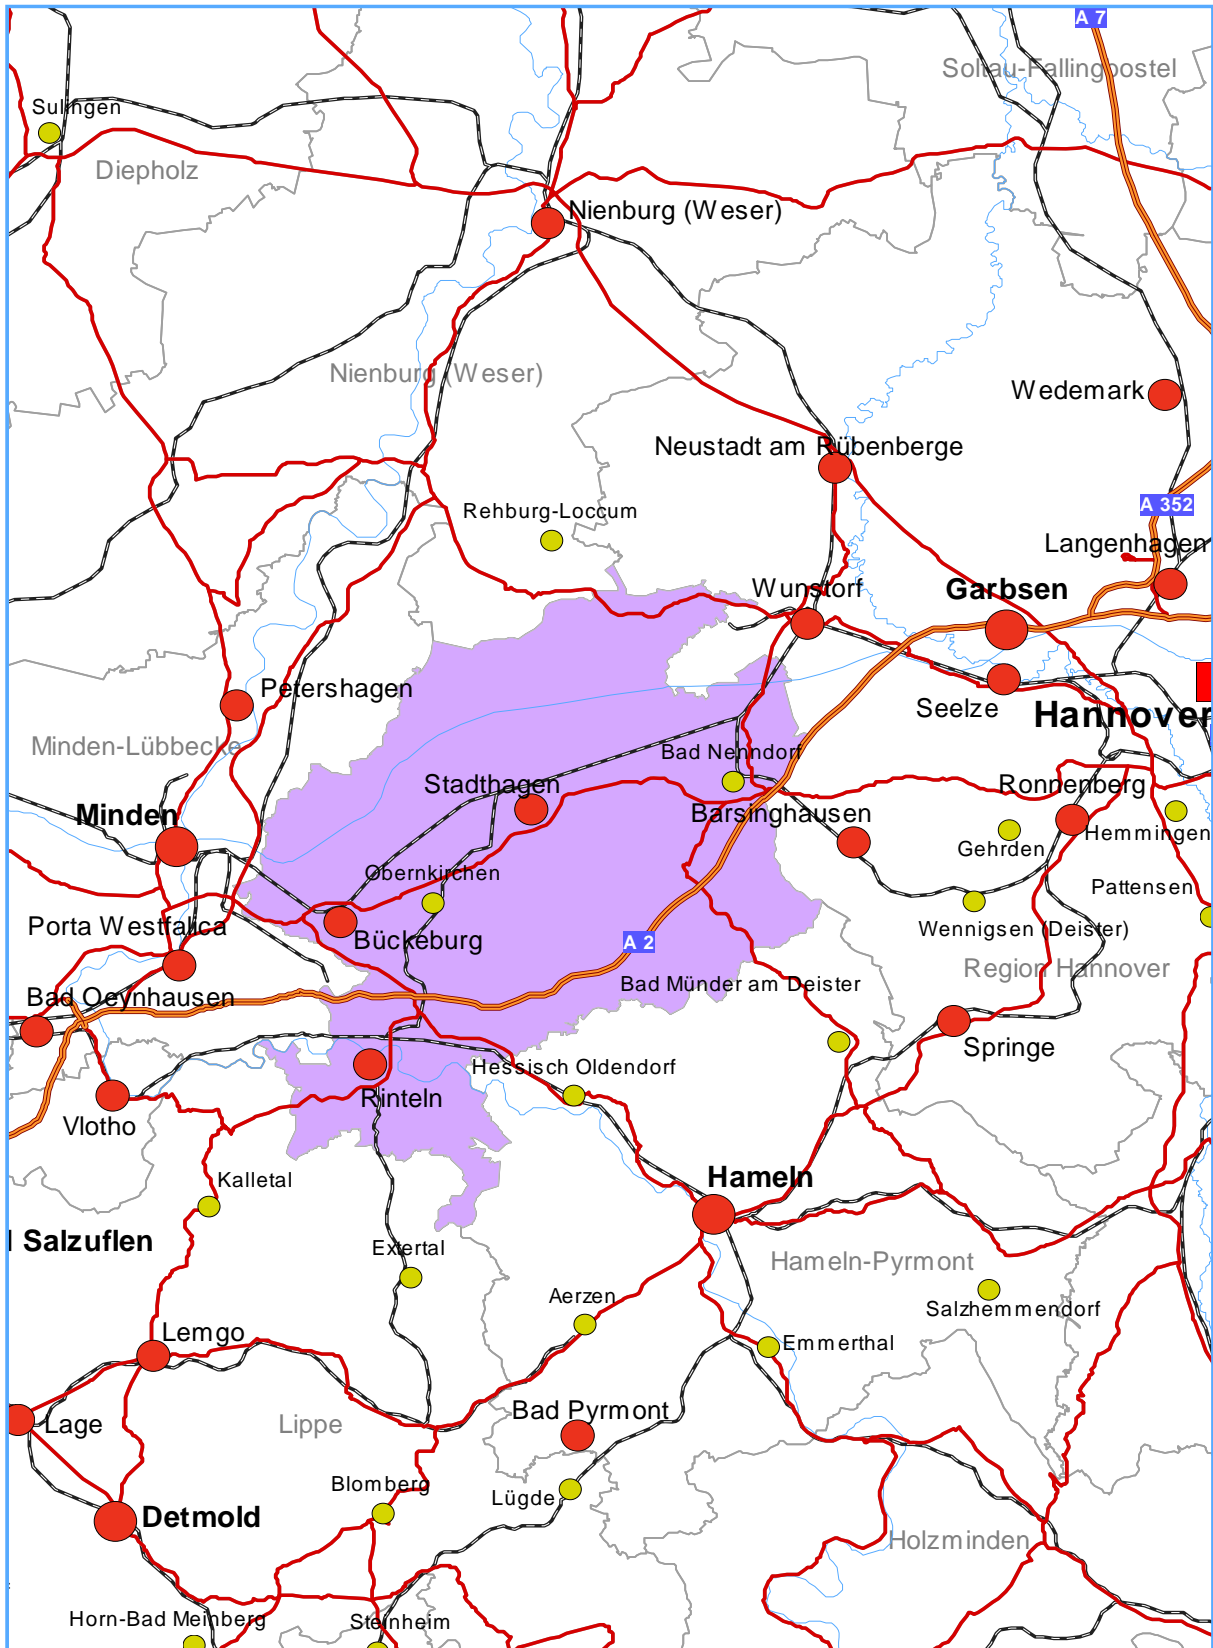 A 7
Soltau-Fallingbostel
Sulingen
Diepholz
Nienburg (Weser)
Nienburg (Weser)
Wedemark
Neustadt am Rübenberge
Rehburg-Loccum
A 352
Langenhagen
Wunstorf
Garbsen
Petershagen
Seelze
Hannover
Minden-Lübbecke
Bad Nenndorf
Stadthagen
Ronnenberg
Minden
Barsinghausen
Hemmingen
Gehrden
Obernkirchen
Pattensen
Porta Westfalica
Wennigsen (Deister)
Bückeburg
A 2
Region Hannover
Bad Münder am Deister
Bad Oeynhausen
Springe
Hessisch Oldendorf
Rinteln
Vlotho
Kalletal
Hameln
Salzuflen
Extertal
Hameln-Pyrmont
Aerzen
Salzhemmendorf
Lemgo
Emmerthal
Bad Pyrmont
Lage
Lippe
Blomberg
Lügde
Detmold
Holzminden
Horn-Bad Meinberg
Steinheim